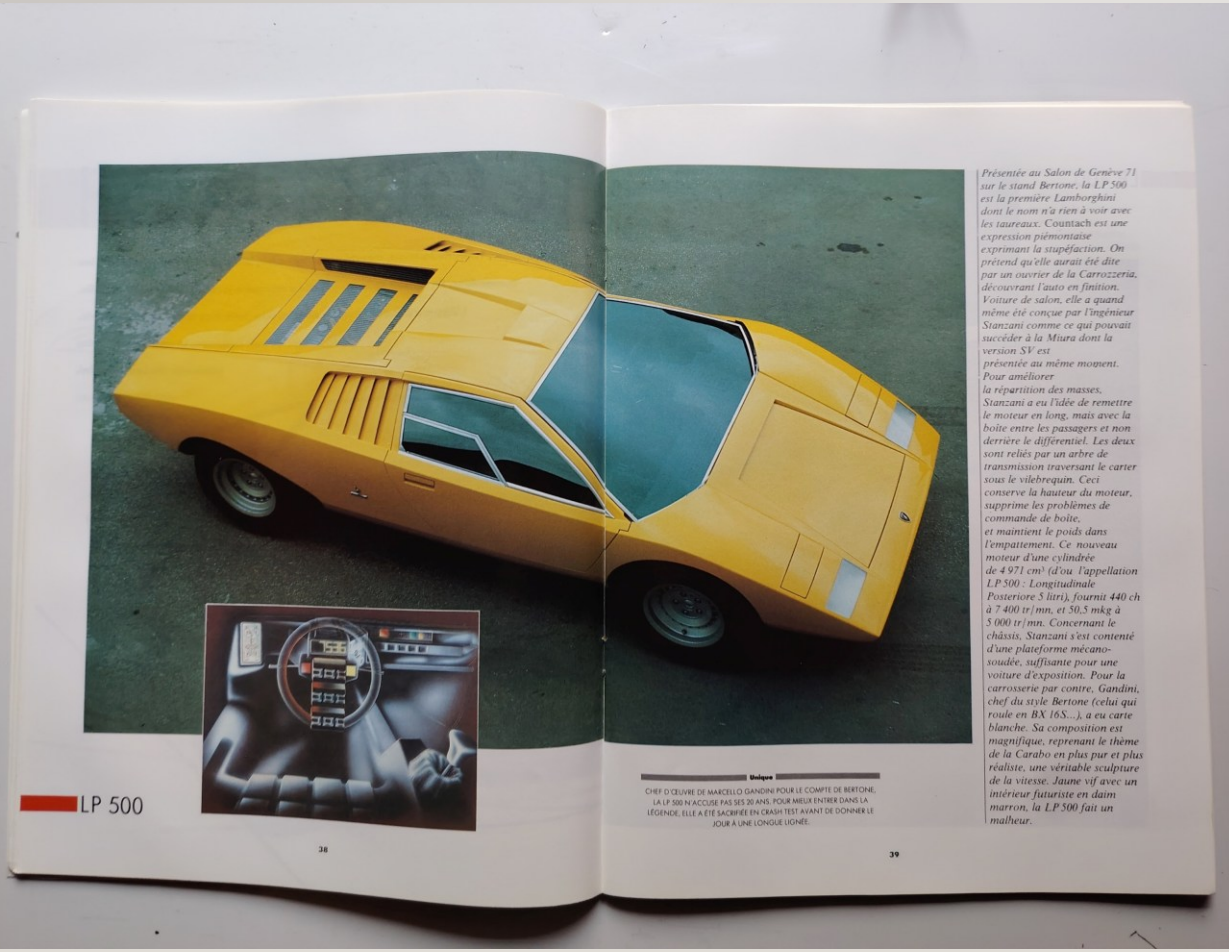 LP 500
38
Unique
CHEF D'ŒUVRE DE MARCELLO GANDINI POUR LE COMPTE DE BERTONE,
LA LP 500 N'ACCUSE PAS SES 20 ANS. POUR MIEUX ENTRER DANS LA
LÉGENDE, ELLE A ÉTÉ SACRIFIÉE EN CRASH TEST AVANT DE DONNER LE
JOUR À UNE LONGUE LIGNÉE.
39
Présentée au Salon de Genève 71
sur le stand Bertone, la LP 500
est la première Lamborghini
dont le nom n'a rien à voir avec
les taureaux. Countach est une
expression piémontaise
exprimant la stupéfaction. On
prétend qu'elle aurait été dite
par un ouvrier de la Carrozzeria,
découvrant l'auto en finition.
Voiture de salon, elle a quand
même été conçue par l'ingénieur
Stanzani comme ce qui pouvait
succéder à la Miura dont la
version SV est
présentée au même moment.
Pour améliorer
la répartition des masses,
Stanzani a eu l'idée de remettre
le moteur en long, mais avec la
boîte entre les passagers et non
derrière le différentiel. Les deux
sont reliés par un arbre de
transmission traversant le carter
sous le vilebrequin. Ceci
conserve la hauteur du moteur,
supprime les problèmes de
commande de boîte,
et maintient le poids dans
l'empattement. Ce nouveau
moteur d'une cylindrée
de 4 971 cm³ (d'ou l'appellation
LP 500 : Longitudinale
Posteriore 5 litri), fournit 440 ch
à 7 400 tr/mn, et 50,5 mkg à
5 000 tr/mn. Concernant le
châssis, Stanzani s'est contenté
d'une plateforme mécano-
soudée, suffisante pour une
voiture d'exposition. Pour la
carrosserie par contre, Gandini,
chef du style Bertone (celui qui
roule en BX 16S...), a eu carte
blanche. Sa composition est
magnifique, reprenant le thème
de la Carabo en plus pur et plus
réaliste, une véritable sculpture
de la vitesse. Jaune vif avec un
intérieur futuriste en daim
marron, la LP 500 fait un
malheur.